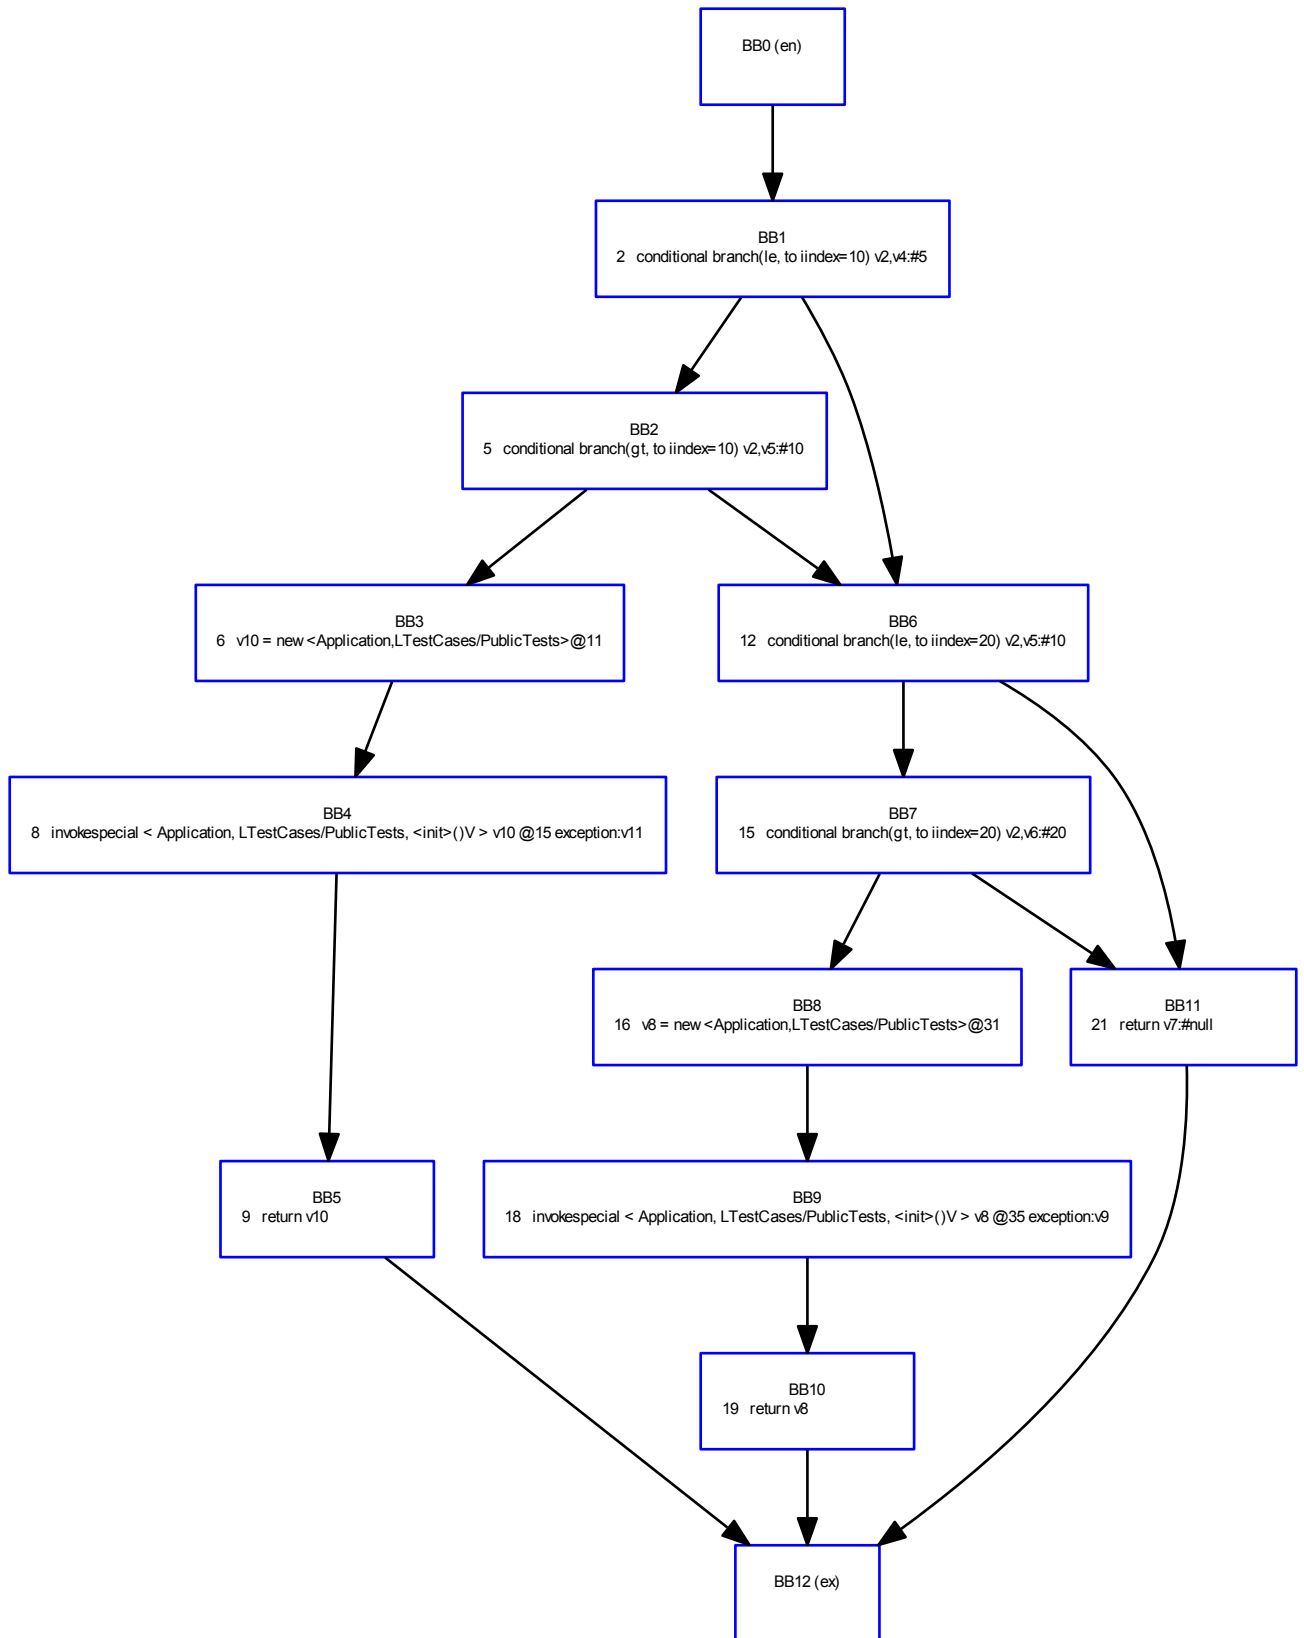 BB0 (en)
BB1
2 conditional branch(le, to iindex=10) v2,v4:#5
BB2
5 conditional branch(gt, to iindex=10) v2,v5:#10
BB3
6 v10 = new <Application,LTestCases/PublicTests>@11
BB6
12 conditional branch(le, to iindex=20) v2,v5:#10
BB4
8 invokespecial < Application, LTestCases/PublicTests, <init>()V > v10 @15 exception:v11
BB7
15 conditional branch(gt, to iindex=20) v2,v6:#20
BB8
16 v8 = new <Application,LTestCases/PublicTests>@31
BB11
21 return v7:#null
BB5
9 return v10
BB9
18 invokespecial < Application, LTestCases/PublicTests, <init>()V > v8 @35 exception:v9
BB10
19 return v8
BB12 (ex)